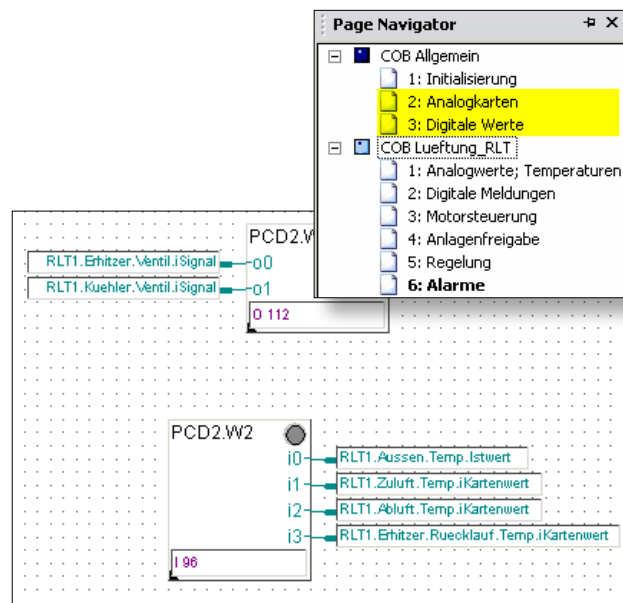 Page Navigator
COB Allgemein
1: Initialisierung
2: Analogkarten
3: Digitale Werte
COB Lueftung_RLT
1: Analogwerte; Temperaturen
2: Digitale Meldungen
3: Motorsteuerung
4: Anlagenfreigabe
5: Regelung
6: Alarme
PCD2.W
RLT1.Erhitzer.Ventil.iSignal o0
RLT1.Kuehler.Ventil.iSignal o1
O 112
PCD2.W2
i0 RLT1.Aussen.Temp.Istwert
i1 RLT1.Zuluft.Temp.iKartenwert
i2 RLT1.Abluft.Temp.iKartenwert
i3 RLT1.Erhitzer.Ruecklauf.Temp.iKartenwert
I 96